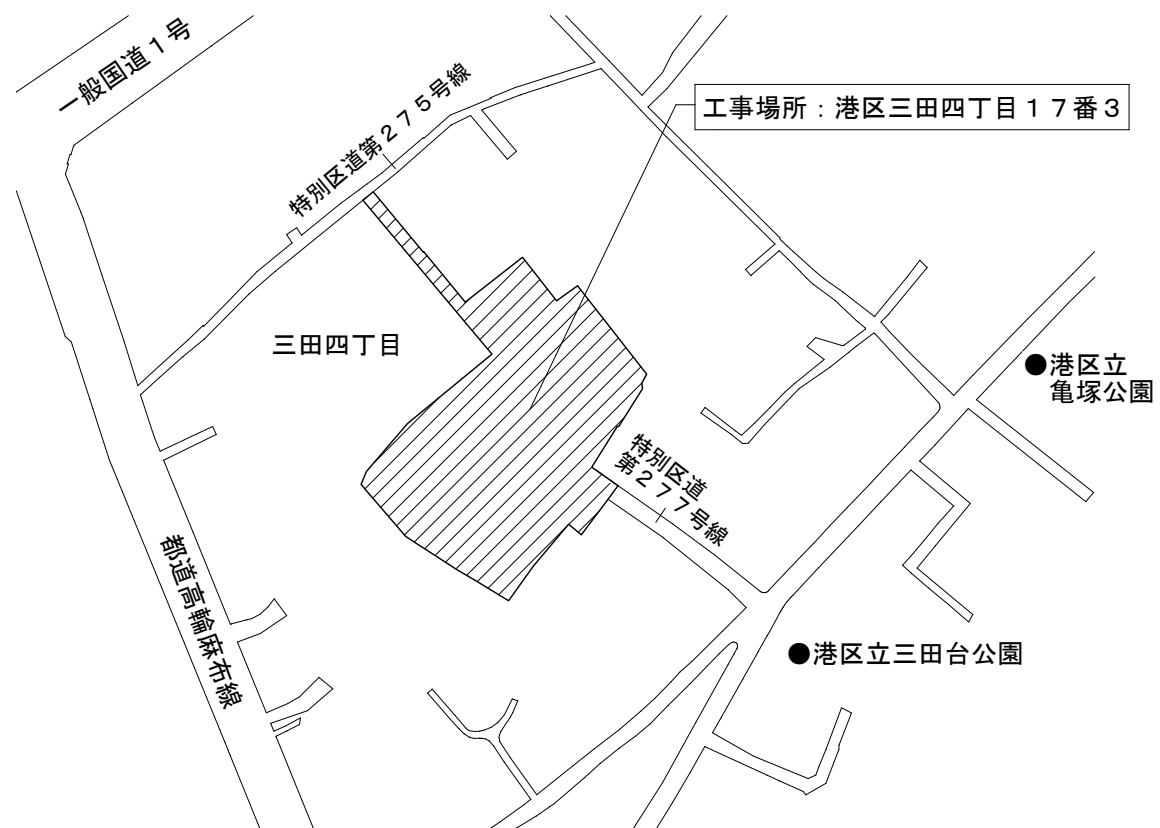 一般国道１号
特別区道第２７５号線
工事場所：港区三田四丁目１７番３
三田四丁目
●港区立
亀塚公園
特別区道
第２７７号線
都道高輪麻布線
●港区立三田台公園